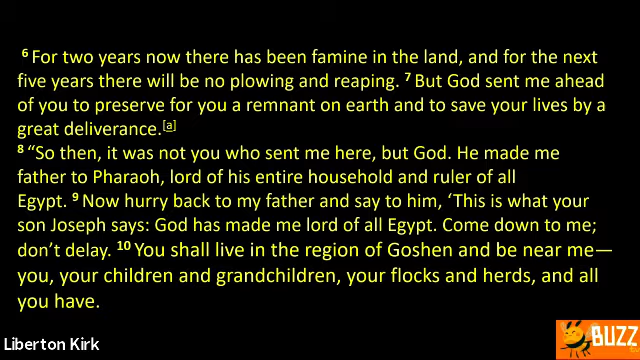 6 For two years now there has been famine in the land, and for the next
five years there will be no plowing and reaping. 7 But God sent me ahead
of you to preserve for you a remnant on earth and to save your lives by a
great deliverance.[a]
8 “So then, it was not you who sent me here, but God. He made me
father to Pharaoh, lord of his entire household and ruler of all
Egypt. 9 Now hurry back to my father and say to him, ‘This is what your
son Joseph says: God has made me lord of all Egypt. Come down to me;
don’t delay. 10 You shall live in the region of Goshen and be near me—
you, your children and grandchildren, your flocks and herds, and all
you have.
Liberton Kirk
BUZZ